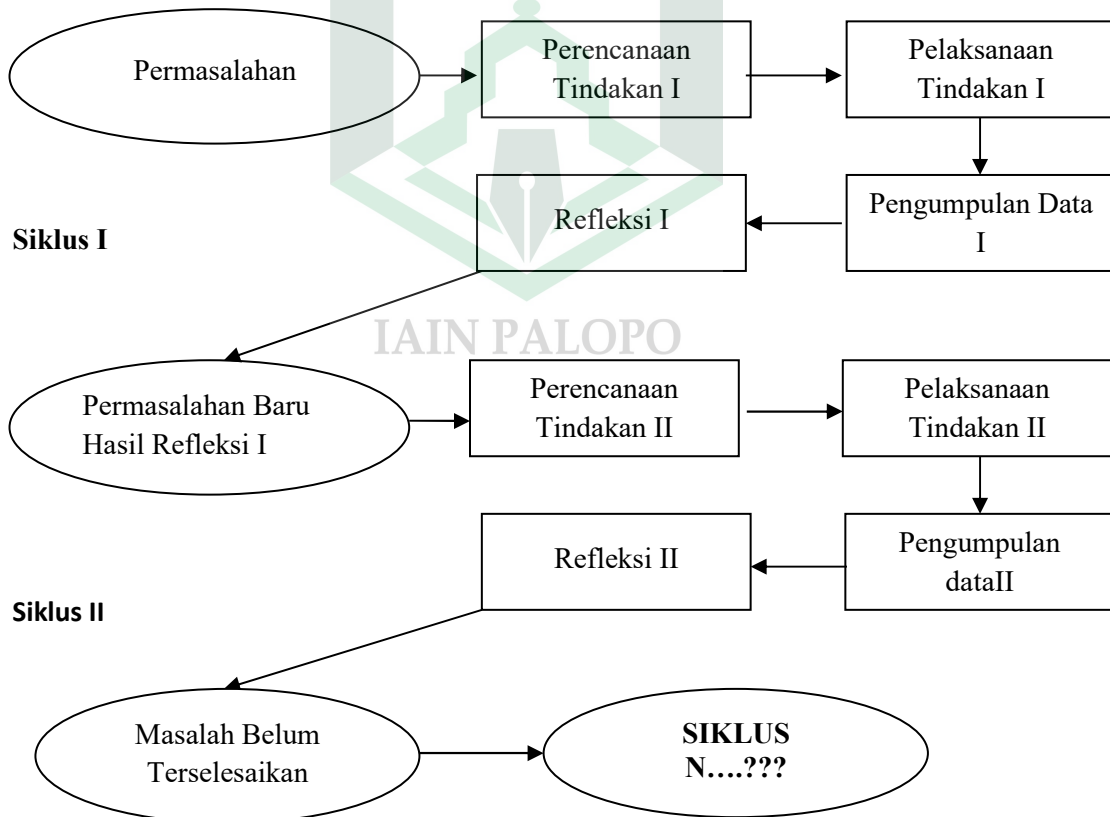 Permasalahan
Perencanaan
Tindakan I
Pelaksanaan
Tindakan I
Refleksi I
Pengumpulan Data
I
Siklus I
IAIN PALOPO
Permasalahan Baru
Hasil Refleksi I
Perencanaan
Tindakan II
Pelaksanaan
Tindakan II
Refleksi II
Pengumpulan
dataII
Siklus II
Masalah Belum
Terselesaikan
SIKLUS
N....???